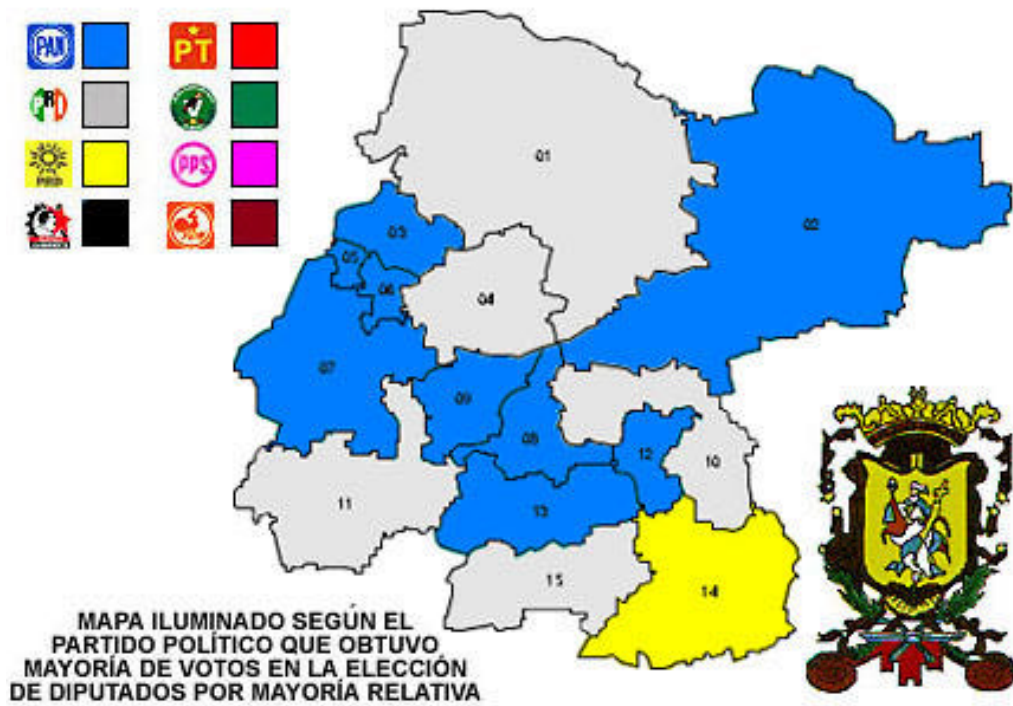 PAN
PT
PRI
PRD
PPS
01
02
03
05
06
04
07
09
08
12
10
11
13
15
14
MAPA ILUMINADO SEGÚN EL
PARTIDO POLÍTICO QUE OBTUVO
MAYORÍA DE VOTOS EN LA ELECCIÓN
DE DIPUTADOS POR MAYORÍA RELATIVA